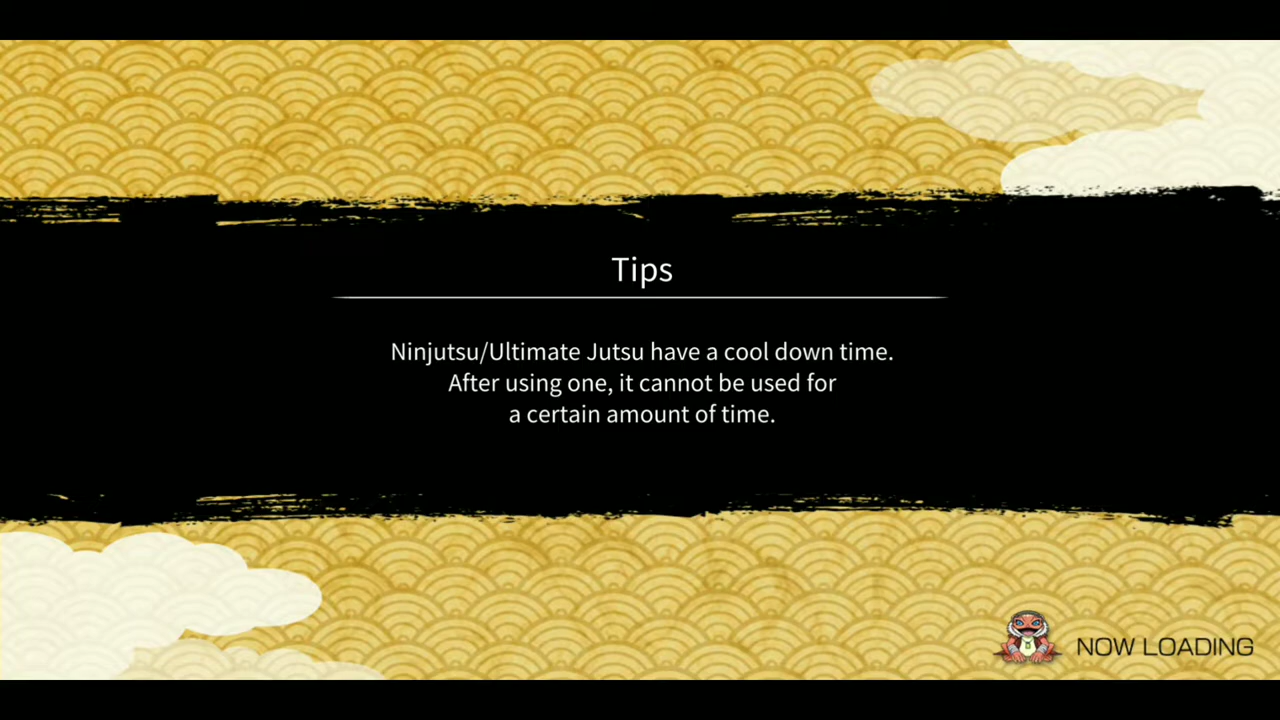 Tips
Ninjutsu/Ultimate Jutsu have a cool down time.
After using one, it cannot be used for
a certain amount of time.
NOW LOADING